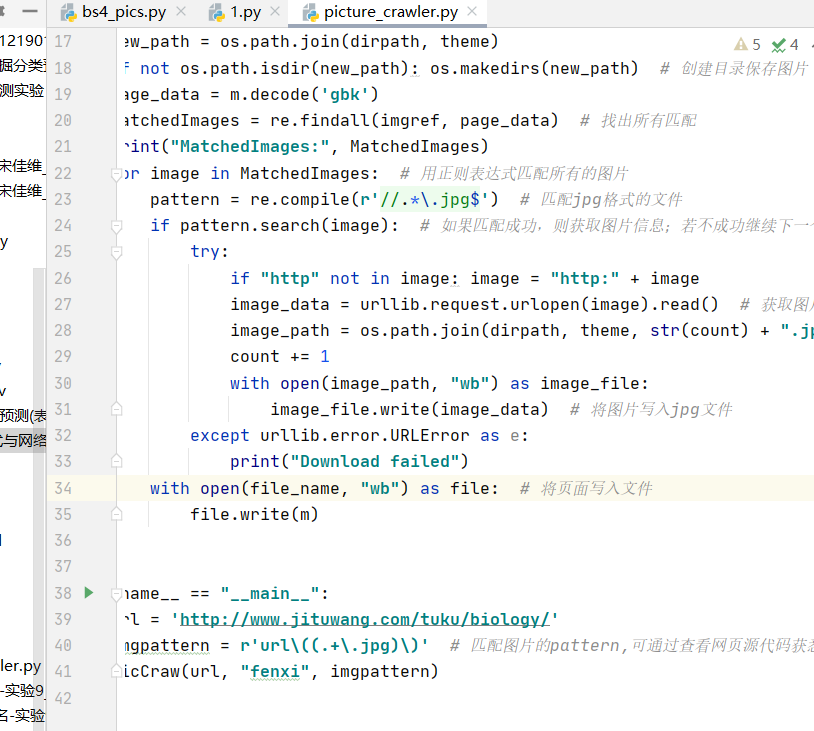 bs4_pics.py 1.py picture_crawler.py
121901
掘分类预
测实验
宋佳维_
宋佳维_
y
v
预测(表
式与网络
ler.py
-实验9_
名-实验
5 4
17 ew_path = os.path.join(dirpath, theme)
18 f not os.path.isdir(new_path): os.makedirs(new_path)  # 创建目录保存图片
19 age_data = m.decode('gbk')
20 atchedImages = re.findall(imgref, page_data)  # 找出所有匹配
21 rint("MatchedImages:", MatchedImages)
22 or image in MatchedImages:  # 用正则表达式匹配所有的图片
23 pattern = re.compile(r'//.*\.jpg$')  # 匹配jpg格式的文件
24 if pattern.search(image):  # 如果匹配成功，则获取图片信息；若不成功继续下一个
25 try:
26 if "http" not in image: image = "http:" + image
27 image_data = urllib.request.urlopen(image).read()  # 获取图片
28 image_path = os.path.join(dirpath, theme, str(count) + ".jp
29 count += 1
30 with open(image_path, "wb") as image_file:
31 image_file.write(image_data)  # 将图片写入jpg文件
32 except urllib.error.URLError as e:
33 print("Download failed")
34 with open(file_name, "wb") as file:  # 将页面写入文件
35 file.write(m)
36
37
38 name__ == "__main__":
39 rl = 'http://www.jituwang.com/tuku/biology/'
40 mgpattern = r'url\((.+\.jpg)\)'  # 匹配图片的pattern,可通过查看网页源代码获悉
41 icCraw(url, "fenxi", imgpattern)
42